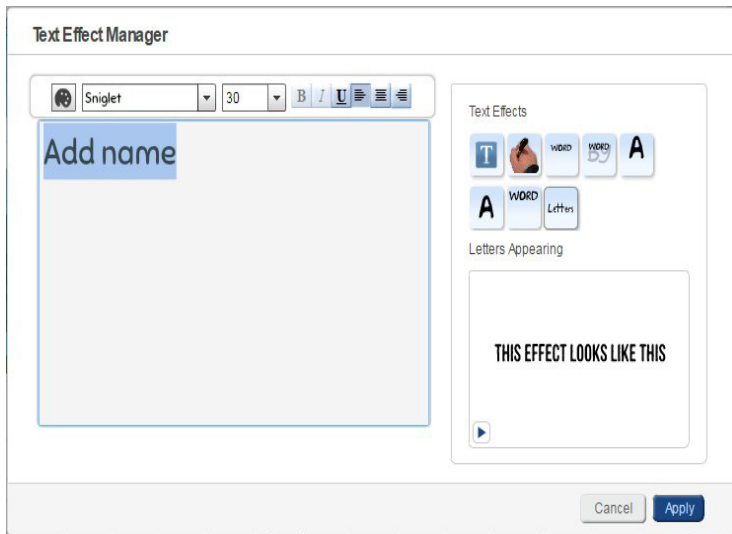 Text Effect Manager
Sniglet
30
B I U
Add name
Text Effects
T
WORD
WORD
BY
A
A
WORD
Letters
Letters Appearing
THIS EFFECT LOOKS LIKE THIS
Cancel
Apply